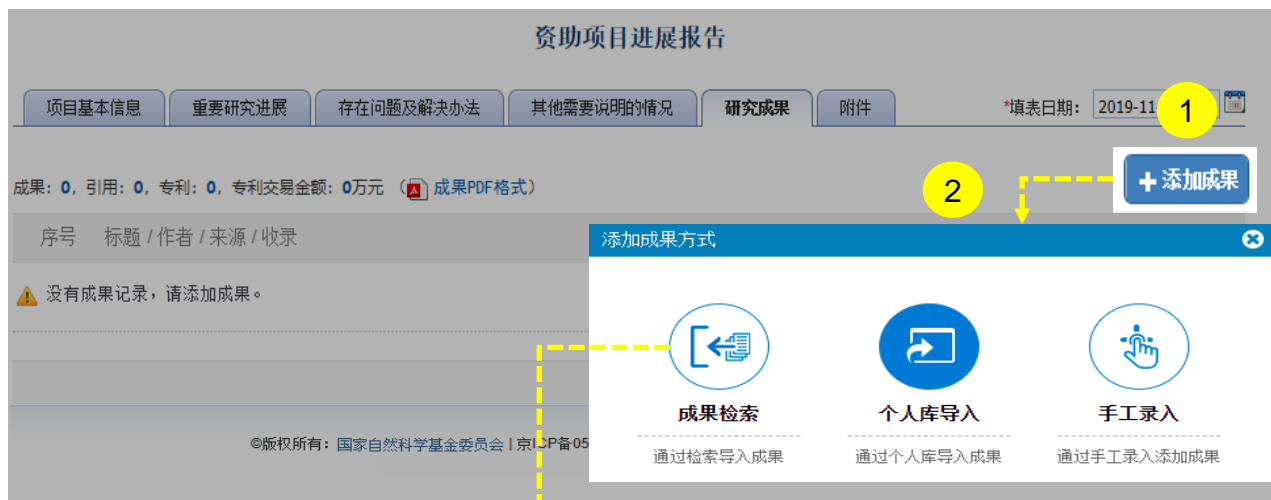 资助项目进展报告
项目基本信息 重要研究进展 存在问题及解决办法 其他需要说明的情况 研究成果 附件 *填表日期: 2019-11 1
成果: 0, 引用: 0, 专利: 0, 专利交易金额: 0万元 (成果PDF格式)
2
+添加成果
序号 标题 / 作者 / 来源 / 收录
添加成果方式
没有成果记录，请添加成果。
成果检索 个人库导入 手工录入
通过检索导入成果 通过个人库导入成果 通过手工录入添加成果
©版权所有: 国家自然科学基金委员会 | 京ICP备05